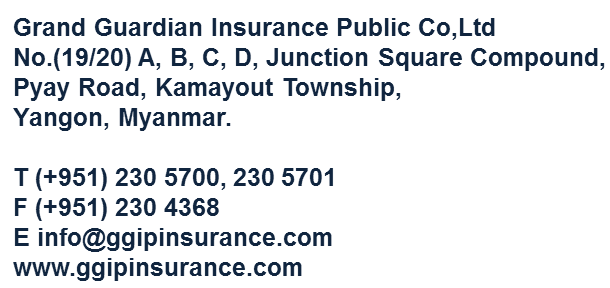 Grand Guardian Insurance Public Co,Ltd
No.(19/20) A, B, C, D, Junction Square Compound,
Pyay Road, Kamayout Township,
Yangon, Myanmar.
T (+951) 230 5700, 230 5701
F (+951) 230 4368
E info@ggipinsurance.com
www.ggipinsurance.com